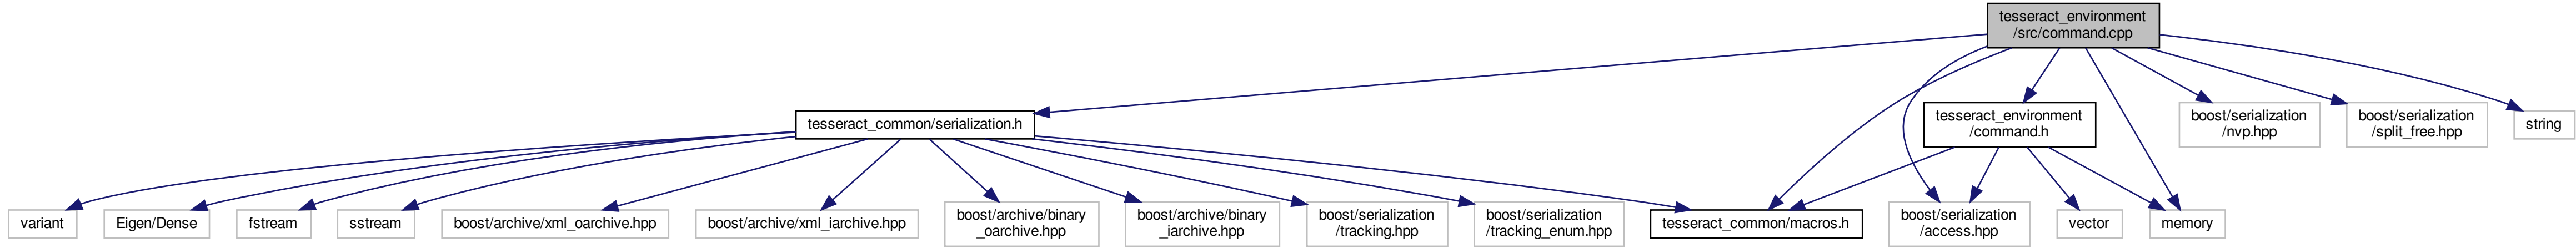 tesseract_environment
/src/command.cpp
tesseract_common/serialization.h
tesseract_environment
/command.h
boost/serialization
/nvp.hpp
boost/serialization
/split_free.hpp
string
variant
Eigen/Dense
fstream
sstream
boost/archive/xml_oarchive.hpp
boost/archive/xml_iarchive.hpp
boost/archive/binary
_oarchive.hpp
boost/archive/binary
_iarchive.hpp
boost/serialization
/tracking.hpp
boost/serialization
/tracking_enum.hpp
tesseract_common/macros.h
boost/serialization
/access.hpp
vector
memory